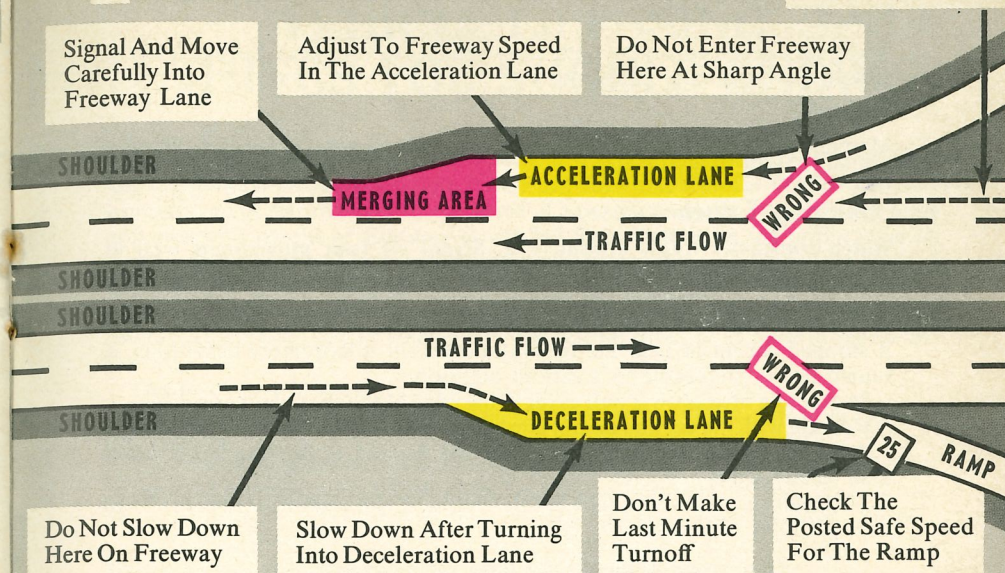 Signal And Move
Carefully Into
Freeway Lane
Adjust To Freeway Speed
In The Acceleration Lane
Do Not Enter Freeway
Here At Sharp Angle
SHOULDER
ACCELERATION LANE
MERGING AREA
WRONG
TRAFFIC FLOW
SHOULDER
SHOULDER
TRAFFIC FLOW
WRONG
SHOULDER
DECELERATION LANE
25
RAMP
Do Not Slow Down
Here On Freeway
Slow Down After Turning
Into Deceleration Lane
Don't Make
Last Minute
Turnoff
Check The
Posted Safe Speed
For The Ramp